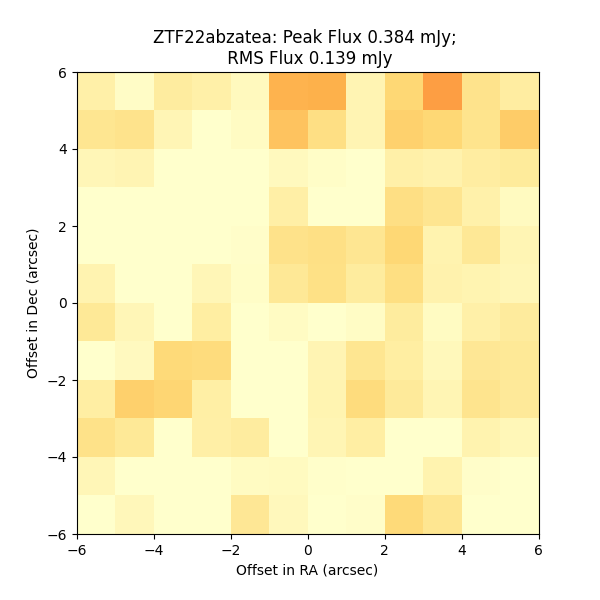 ZTF22abzatea: Peak Flux 0.384 mJy;
RMS Flux 0.139 mJy
6
4
2
0
−2
−4
−6
Offset in Dec (arcsec)
−6 −4 −2 0 2 4 6
Offset in RA (arcsec)